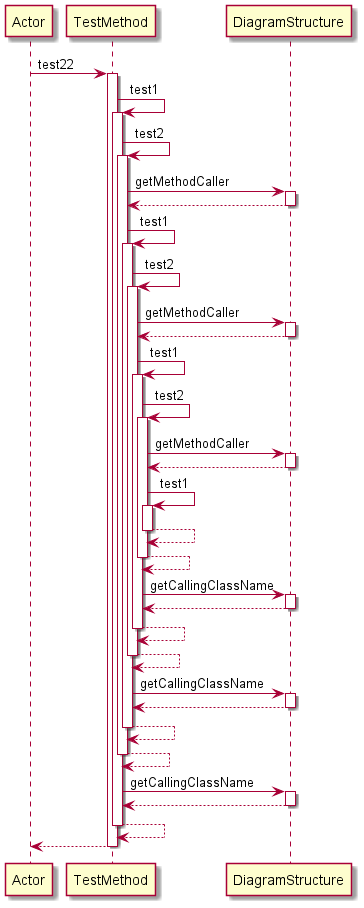 Actor TestMethod DiagramStructure
test22
test1
test2
getMethodCaller
test1
test2
getMethodCaller
test1
test2
getMethodCaller
test1
getCallingClassName
getCallingClassName
getCallingClassName
Actor TestMethod DiagramStructure